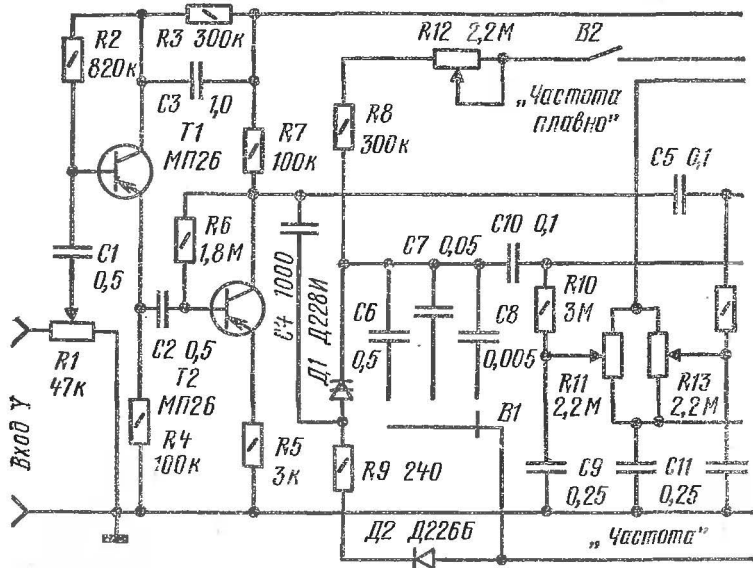 R2
820к
R3 300к
C3 1,0
Т1
МП26
R7
100к
R12 2,2М
В2
„Частота
плавно"
R8
300к
C5 0,1
C1
0,5
R6
1,8М
C4 1000
Д1 Д228И
C7 0,05
C10 0,1
C6
0,5
C8
0,005
R10
3М
R11
2,2М
R13
2,2М
R1
47к
Вход Y
C2 0,5
Т2
МП26
R4
100к
R5
3к
R9 240
В1
C9
0,25
C11
0,25
Д2 Д226Б
„Частота"